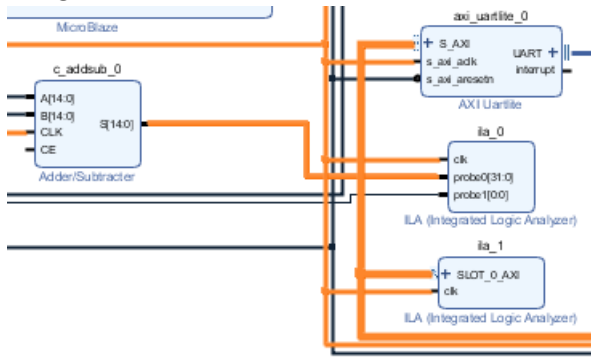 MicroBlaze
axi_uartlite_0
S_AXI
s_axi_aclk
s_axi_aresetn
UART
interrupt
AXI Uartlite
c_addsub_0
A[14:0]
B[14:0]
CLK
CE
S[14:0]
Adder/Subtracter
ila_0
clk
probe0[31:0]
probe1[0:0]
ILA (Integrated Logic Analyzer)
ila_1
SLOT_0_AXI
clk
ILA (Integrated Logic Analyzer)